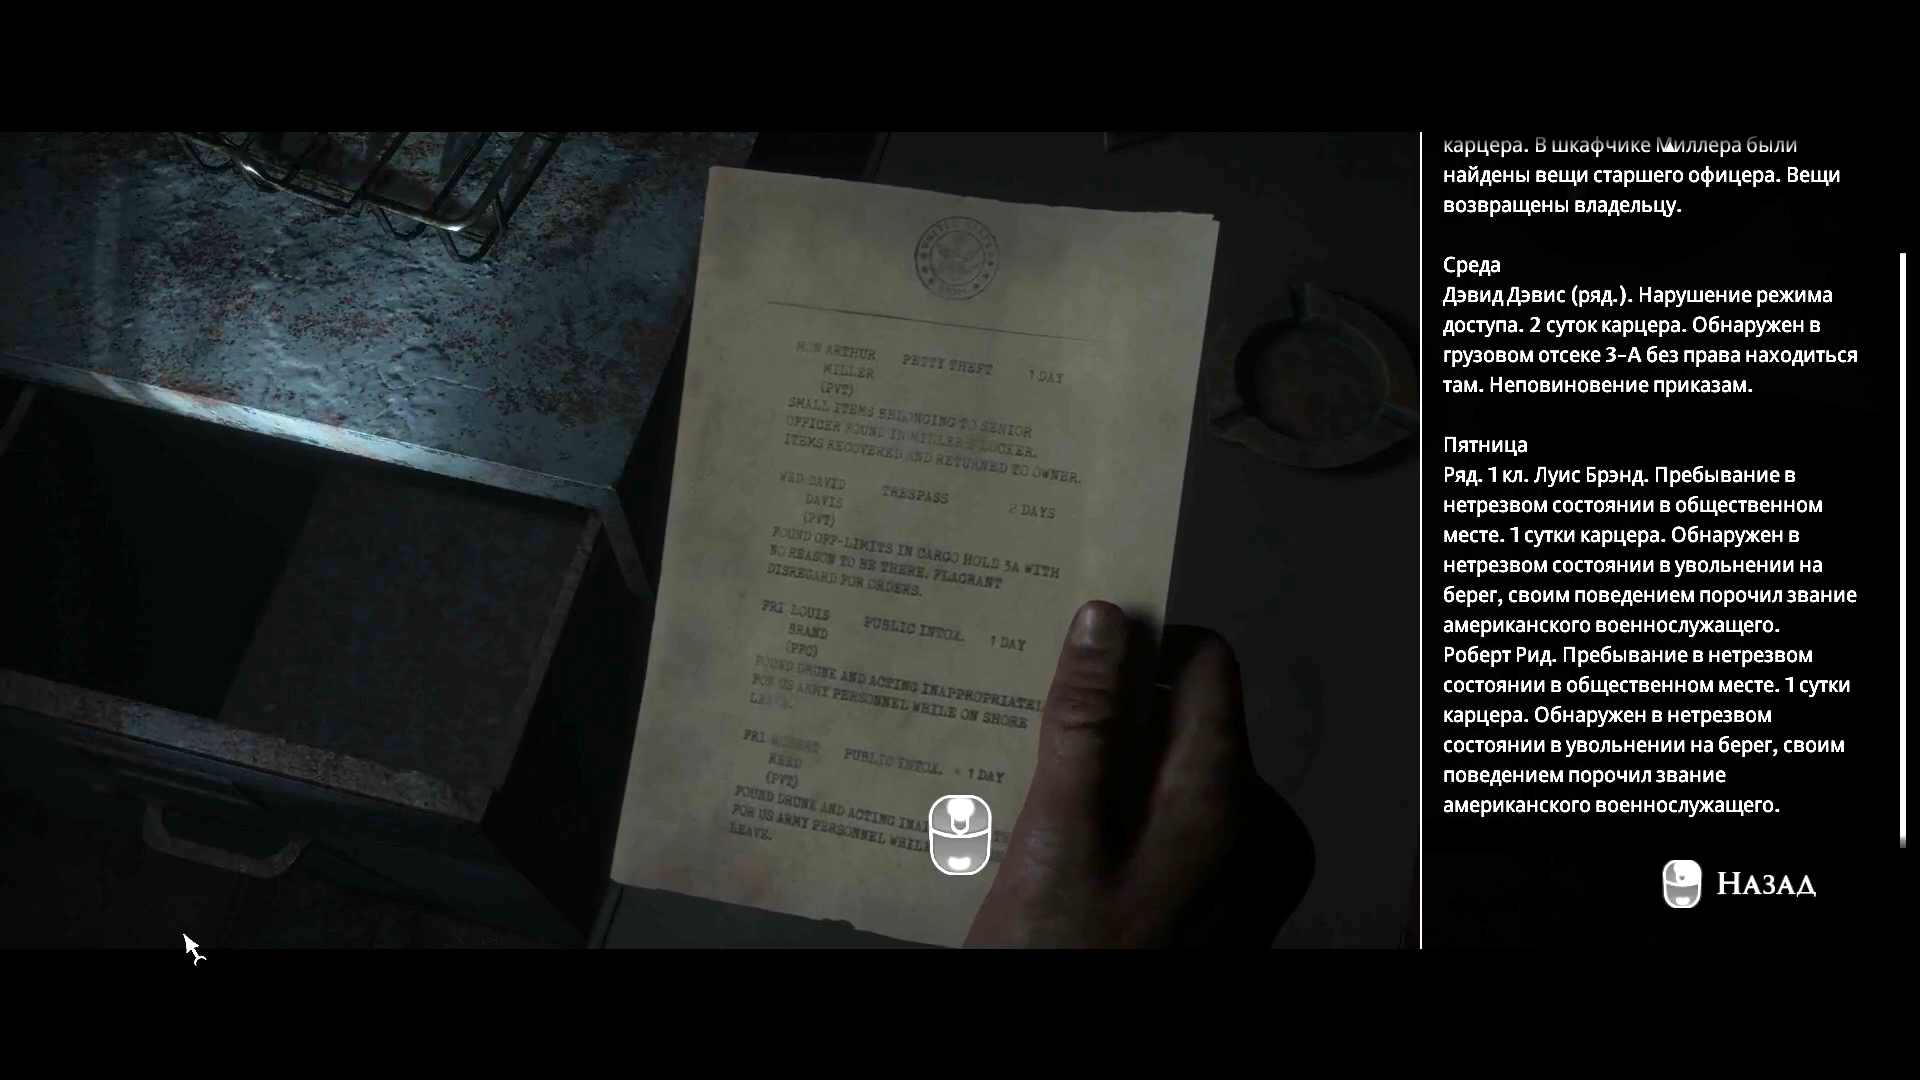 MON ARTHUR PETTY THEFT 1 DAY
MILLER
(PVT)
SMALL ITEMS BELONGING TO SENIOR
OFFICER FOUND IN MILLER'S LOCKER.
ITEMS RECOVERED AND RETURNED TO OWNER.
WED DAVID TRESPASS 2 DAYS
DAVIS
(PVT)
FOUND OFF-LIMITS IN CARGO HOLD 3A WITH
NO REASON TO BE THERE. FLAGRANT
DISREGARD FOR ORDERS.
FRI LOUIS PUBLIC INTOX. 1 DAY
BRAND
(PFC)
FOUND DRUNK AND ACTING INAPPROPRIATEL
FOR US ARMY PERSONNEL WHILE ON SHORE
LEAVE.
FRI ROBERT PUBLIC INTOX. 1 DAY
REED
(PVT)
FOUND DRUNK AND ACTING INA
FOR US ARMY PERSONNEL WHIL
LEAVE.
карцера. В шкафчике Миллера были
найдены вещи старшего офицера. Вещи
возвращены владельцу.
Среда
Дэвид Дэвис (ряд.). Нарушение режима
доступа. 2 суток карцера. Обнаружен в
грузовом отсеке 3-А без права находиться
там. Неповиновение приказам.
Пятница
Ряд. 1 кл. Луис Брэнд. Пребывание в
нетрезвом состоянии в общественном
месте. 1 сутки карцера. Обнаружен в
нетрезвом состоянии в увольнении на
берег, своим поведением порочил звание
американского военнослужащего.
Роберт Рид. Пребывание в нетрезвом
состоянии в общественном месте. 1 сутки
карцера. Обнаружен в нетрезвом
состоянии в увольнении на берег, своим
поведением порочил звание
американского военнослужащего.
Назад